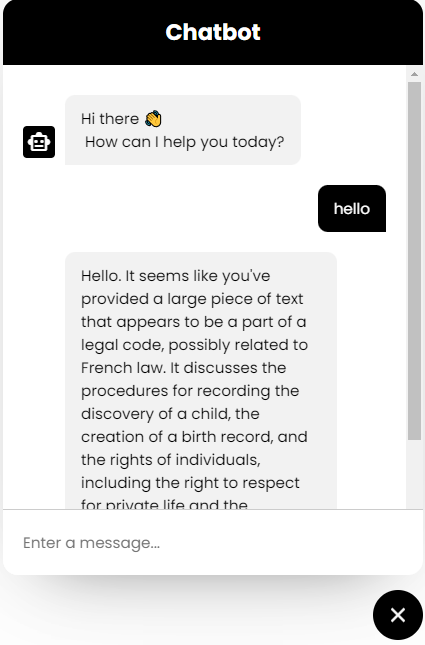 Chatbot
Hi there 👋
How can I help you today?
hello
Hello. It seems like you've
provided a large piece of text
that appears to be a part of a
legal code, possibly related to
French law. It discusses the
procedures for recording the
discovery of a child, the
creation of a birth record, and
the rights of individuals,
including the right to respect
for private life and the
Enter a message...